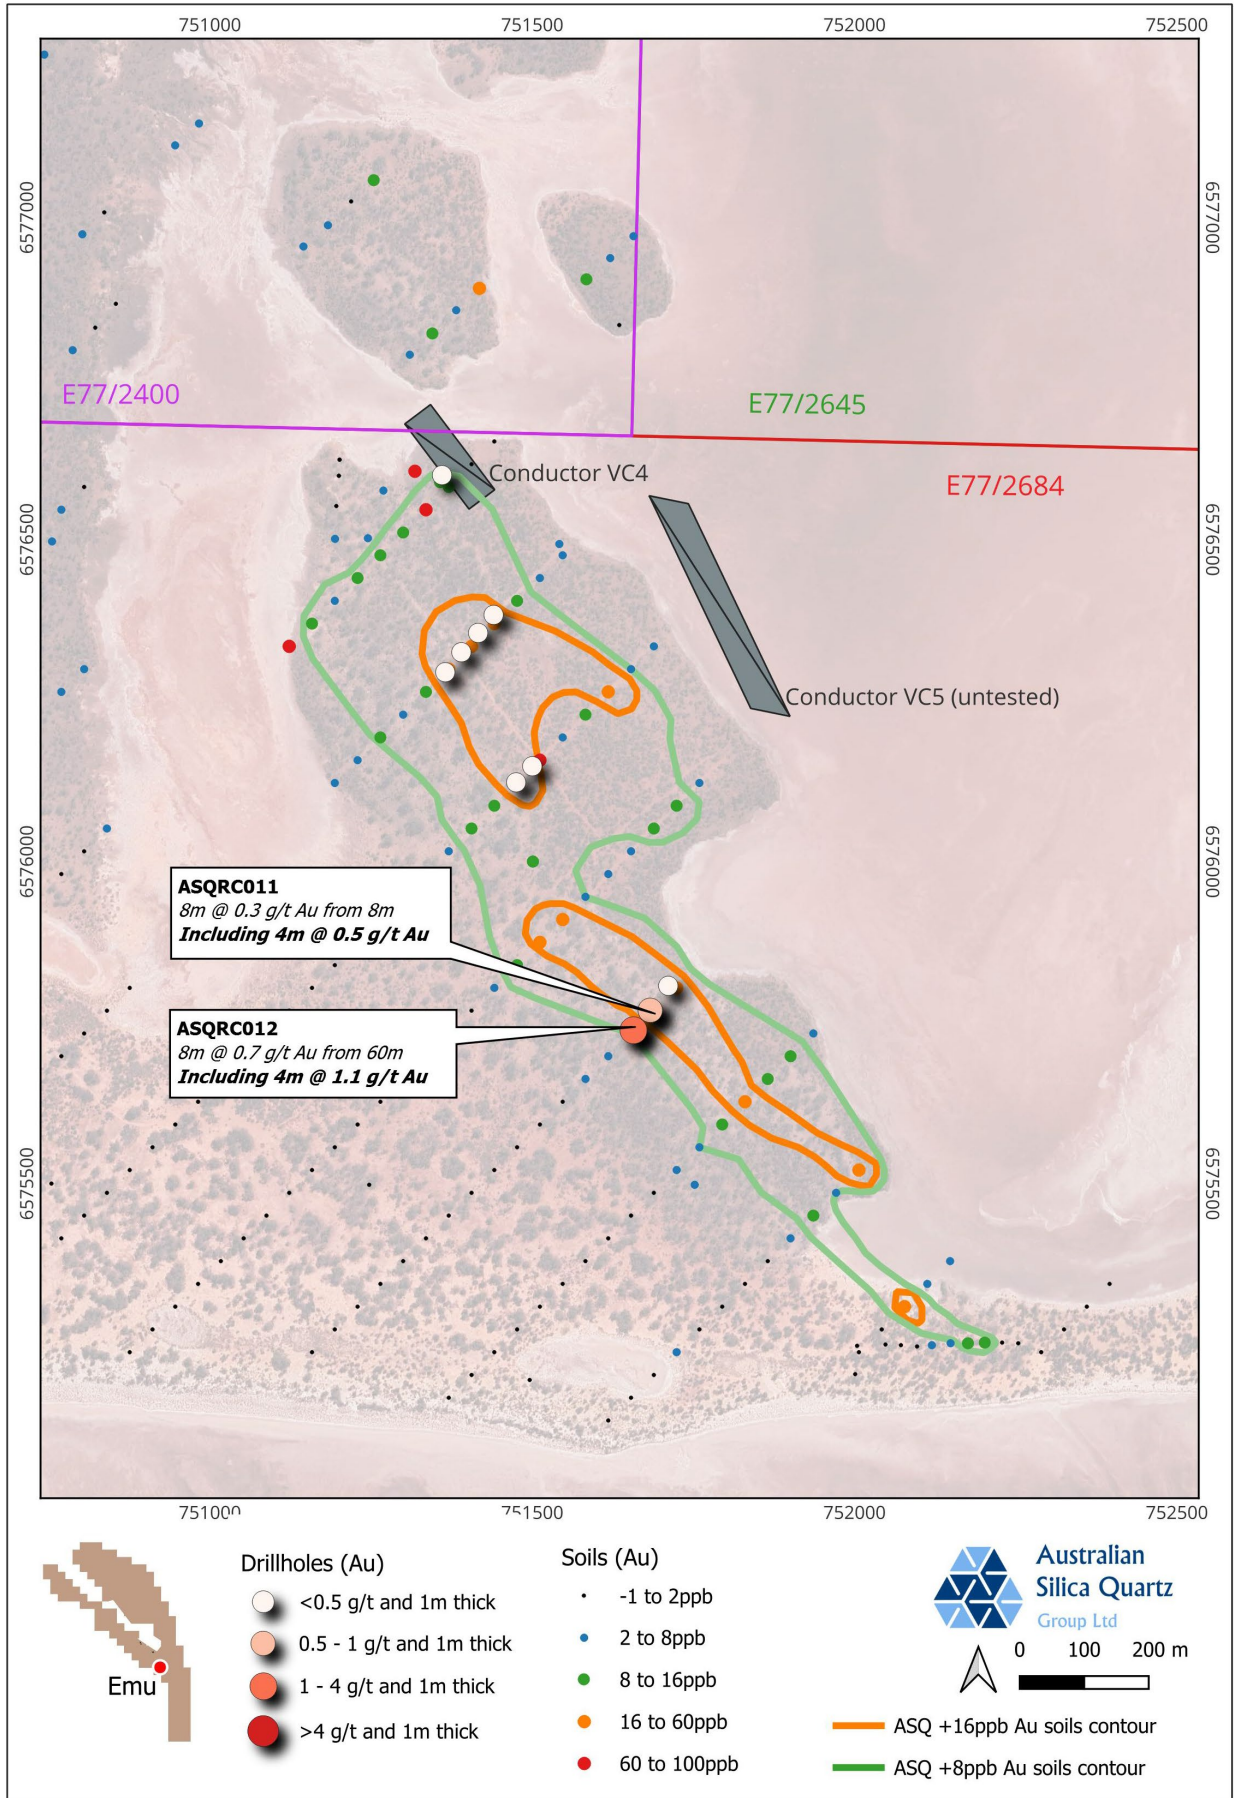 751000 751500 752000 752500
6577000 6577000
E77/2400
E77/2645
Conductor VC4
E77/2684
6576500 6576500
Conductor VC5 (untested)
6576000 6576000
ASQRC011
8m @ 0.3 g/t Au from 8m
Including 4m @ 0.5 g/t Au
ASQRC012
8m @ 0.7 g/t Au from 60m
Including 4m @ 1.1 g/t Au
6575500 6575500
751000 751500 752000 752500
Emu
Drillholes (Au)
<0.5 g/t and 1m thick
0.5 - 1 g/t and 1m thick
1 - 4 g/t and 1m thick
>4 g/t and 1m thick
Soils (Au)
-1 to 2ppb
2 to 8ppb
8 to 16ppb
16 to 60ppb
60 to 100ppb
Australian
Silica Quartz
Group Ltd
0 100 200 m
ASQ +16ppb Au soils contour
ASQ +8ppb Au soils contour